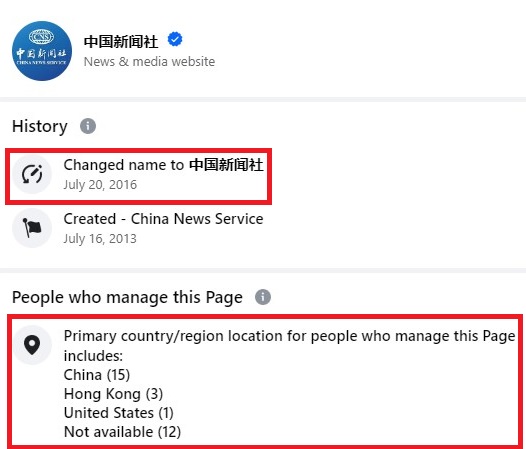 CNS
中国新闻社
CHINA NEWS SERVICE
中国新闻社
News & media website
History
Changed name to 中国新闻社
July 20, 2016
Created - China News Service
July 16, 2013
People who manage this Page
Primary country/region location for people who manage this Page
includes:
China (15)
Hong Kong (3)
United States (1)
Not available (12)